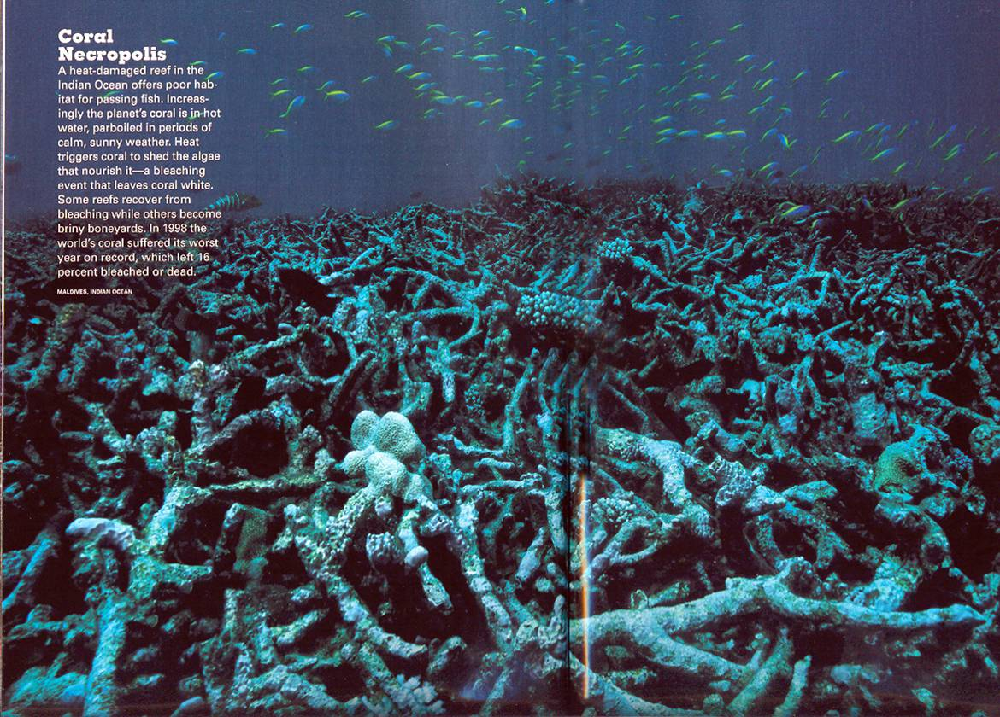 Coral
Necropolis
A heat-damaged reef in the
Indian Ocean offers poor hab-
itat for passing fish. Increas-
ingly the planet's coral is in hot
water, parboiled in periods of
calm, sunny weather. Heat
triggers coral to shed the algae
that nourish it—a bleaching
event that leaves coral white.
Some reefs recover from
bleaching while others become
briny boneyards. In 1998 the
world's coral suffered its worst
year on record, which left 16
percent bleached or dead.
MALDIVES, INDIAN OCEAN